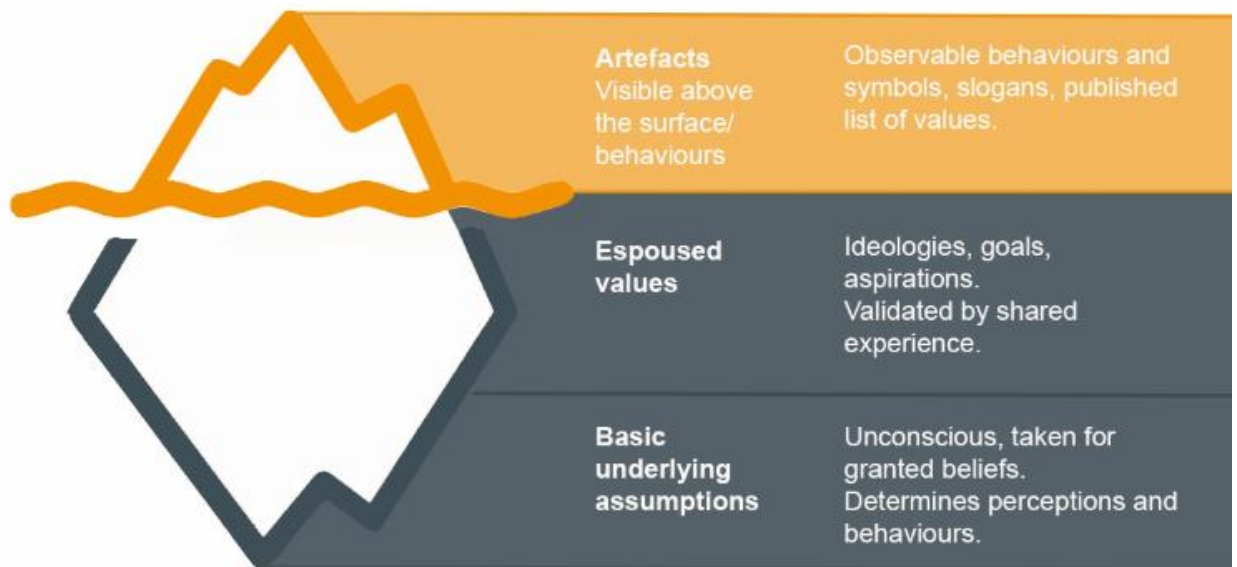 Artefacts
Visible above
the surface/
behaviours
Observable behaviours and
symbols, slogans, published
list of values.
Espoused
values
Ideologies, goals,
aspirations.
Validated by shared
experience.
Basic
underlying
assumptions
Unconscious, taken for
granted beliefs.
Determines perceptions and
behaviours.